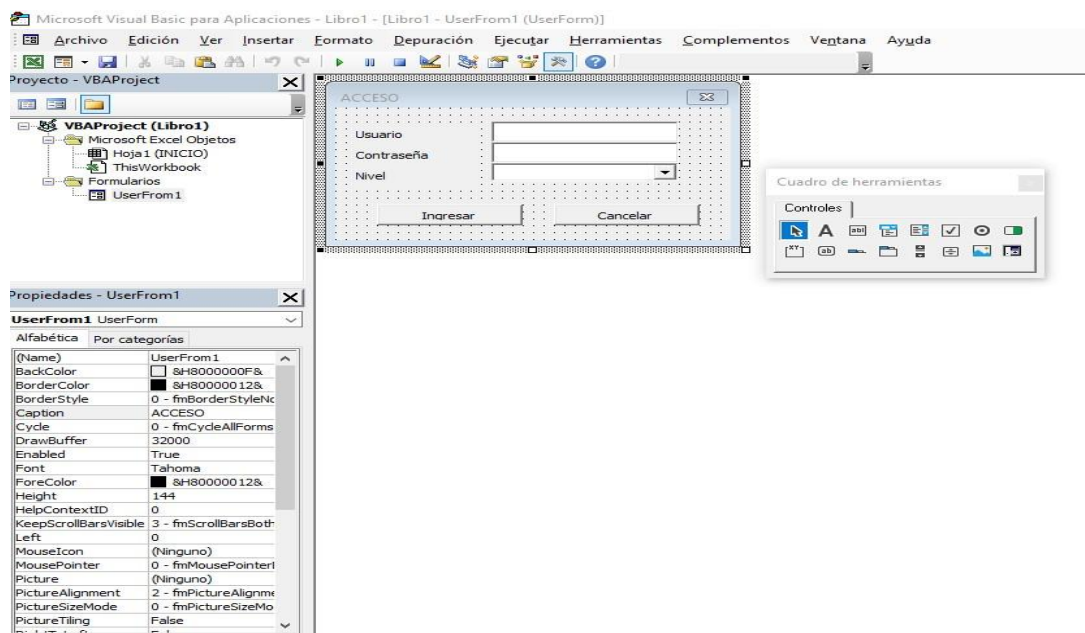 Microsoft Visual Basic para Aplicaciones - Libro1 - [Libro1 - UserFrom1 (UserForm)]
Archivo Edición Ver Insertar Formato Depuración Ejecutar Herramientas Complementos Ventana Ayuda
Proyecto - VBAProject
VBAProject (Libro1)
Microsoft Excel Objetos
Hoja1 (INICIO)
ThisWorkbook
Formularios
UserFrom1
ACCESO
Usuario
Contraseña
Nivel
Ingresar Cancelar
Cuadro de herramientas
Controles
Propiedades - UserFrom1
UserFrom1 UserForm
Alfabética Por categorías
(Name) UserFrom1
BackColor &H8000000F&
BorderColor &H80000012&
BorderStyle 0 - fmBorderStyleNo
Caption ACCESO
Cycle 0 - fmCycleAllForms
DrawBuffer 32000
Enabled True
Font Tahoma
ForeColor &H80000012&
Height 144
HelpContextID 0
KeepScrollBarsVisible 3 - fmScrollBarsBoth
Left 0
MouseIcon (Ninguno)
MousePointer 0 - fmMousePointer
Picture (Ninguno)
PictureAlignment 2 - fmPictureAlignme
PictureSizeMode 0 - fmPictureSizeMo
PictureTiling False